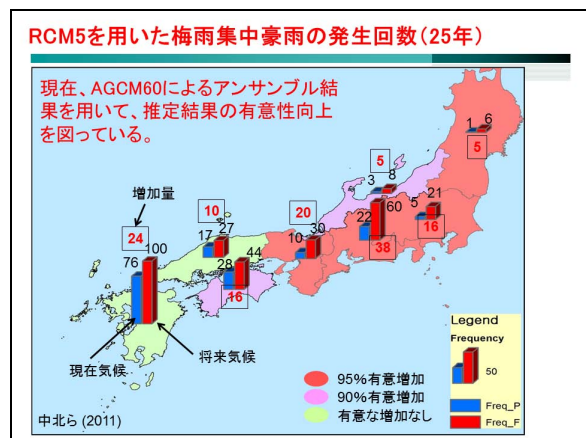 RCM5を用いた梅雨集中豪雨の発生回数(25年)
現在、AGCM60によるアンサンブル結
果を用いて、推定結果の有意性向上
を図っている。
1 6
5
5
3 8
増加量
10
20
60
21
5
24
17 27
10 30
22
16
100
76
28 44
38
16
現在気候
将来気候
Legend
Frequency
50
Freq_P
Freq_F
95%有意増加
90%有意増加
有意な増加なし
中北ら (2011)